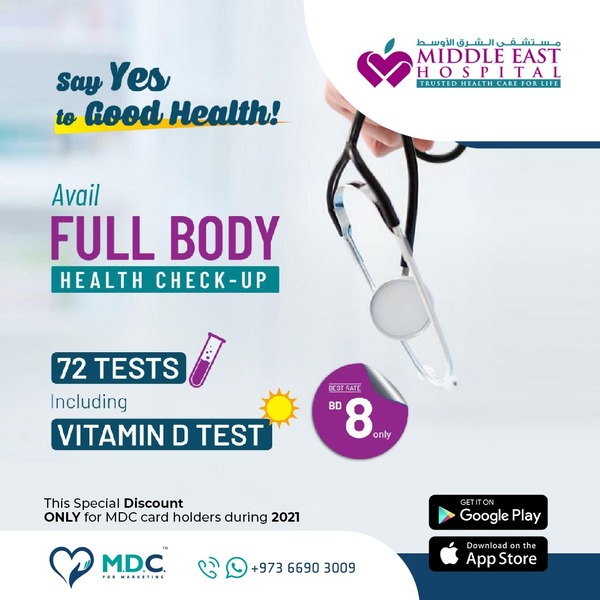 مستشفى الشرق الأوسط
MIDDLE EAST
HOSPITAL
TRUSTED HEALTH CARE FOR LIFE
Say Yes
to Good Health!
Avail
FULL BODY
HEALTH CHECK-UP
72 TESTS
Including
VITAMIN D TEST
BEST RATE
BD 8 only
This Special Discount
ONLY for MDC card holders during 2021
GET IT ON
Google Play
Download on the
App Store
M.D.C.™
FOR MARKETING
+973 6690 3009